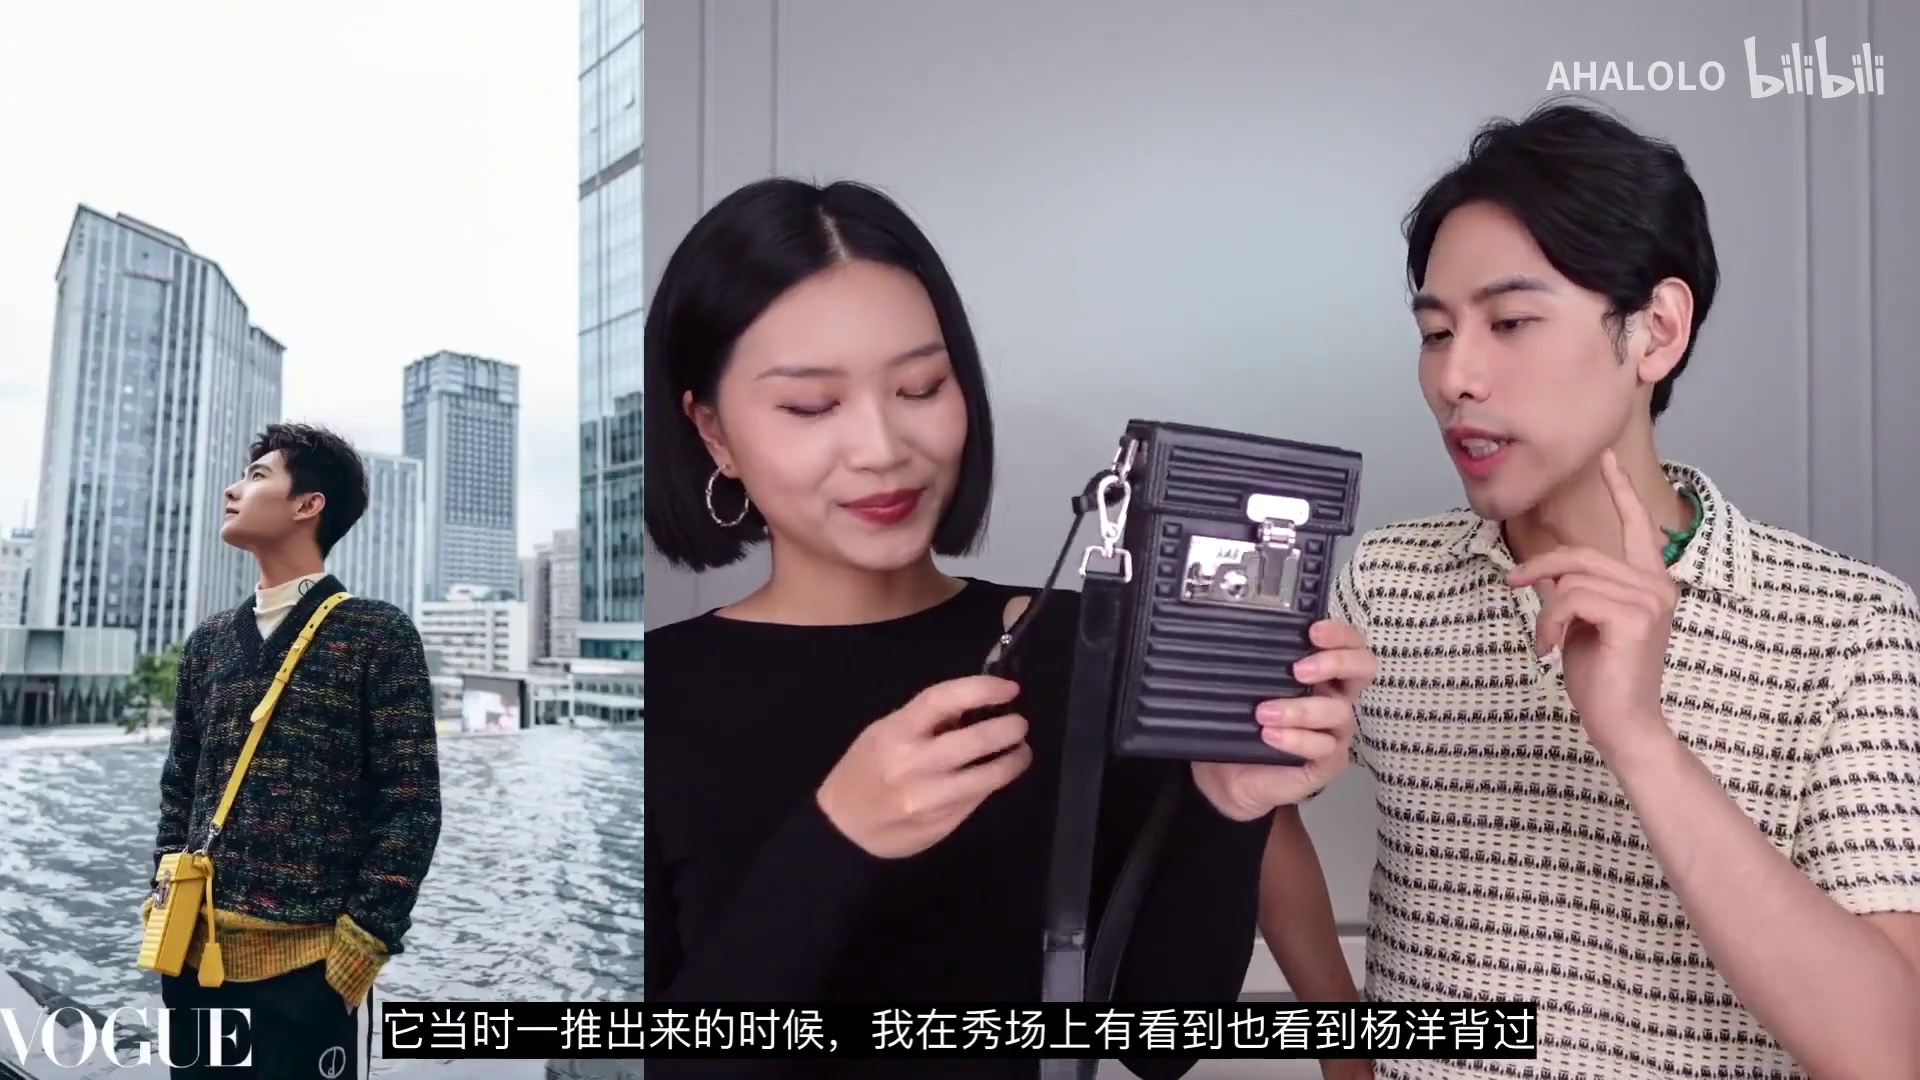 AHALOLO bilibili
VOGUE
它当时一推出来的时候，我在秀场上有看到也看到杨洋背过